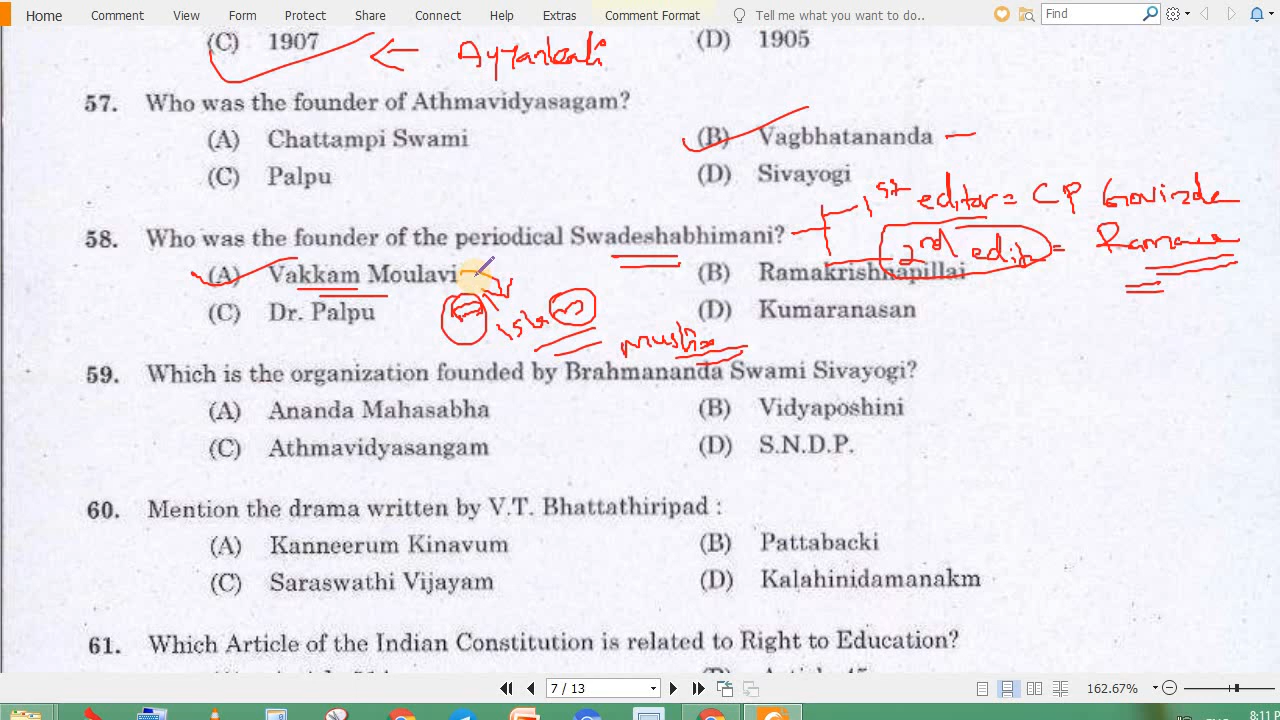 Home Comment View Form Protect Share Connect Help Extras Comment Format Tell me what you want to do.. Find
(C) 1907 (D) 1905
← Ayyankali
57. Who was the founder of Athmavidyasagam?
(A) Chattampi Swami (B) Vagbhatananda
(C) Palpu (D) Sivayogi
1st editor = CP Govinda
58. Who was the founder of the periodical Swadeshabhimani?
2nd edit =
(A) Vakkam Moulavi (B) Ramakrishnapillai
(C) Dr. Palpu (D) Kumaranasan
muslim
59. Which is the organization founded by Brahmananda Swami Sivayogi?
(A) Ananda Mahasabha (B) Vidyaposhini
(C) Athmavidyasangam (D) S.N.D.P.
60. Mention the drama written by V.T. Bhattathiripad :
(A) Kanneerum Kinavum (B) Pattabacki
(C) Saraswathi Vijayam (D) Kalahinidamanakm
61. Which Article of the Indian Constitution is related to Right to Education?
7 / 13 162.67%
8:11 P